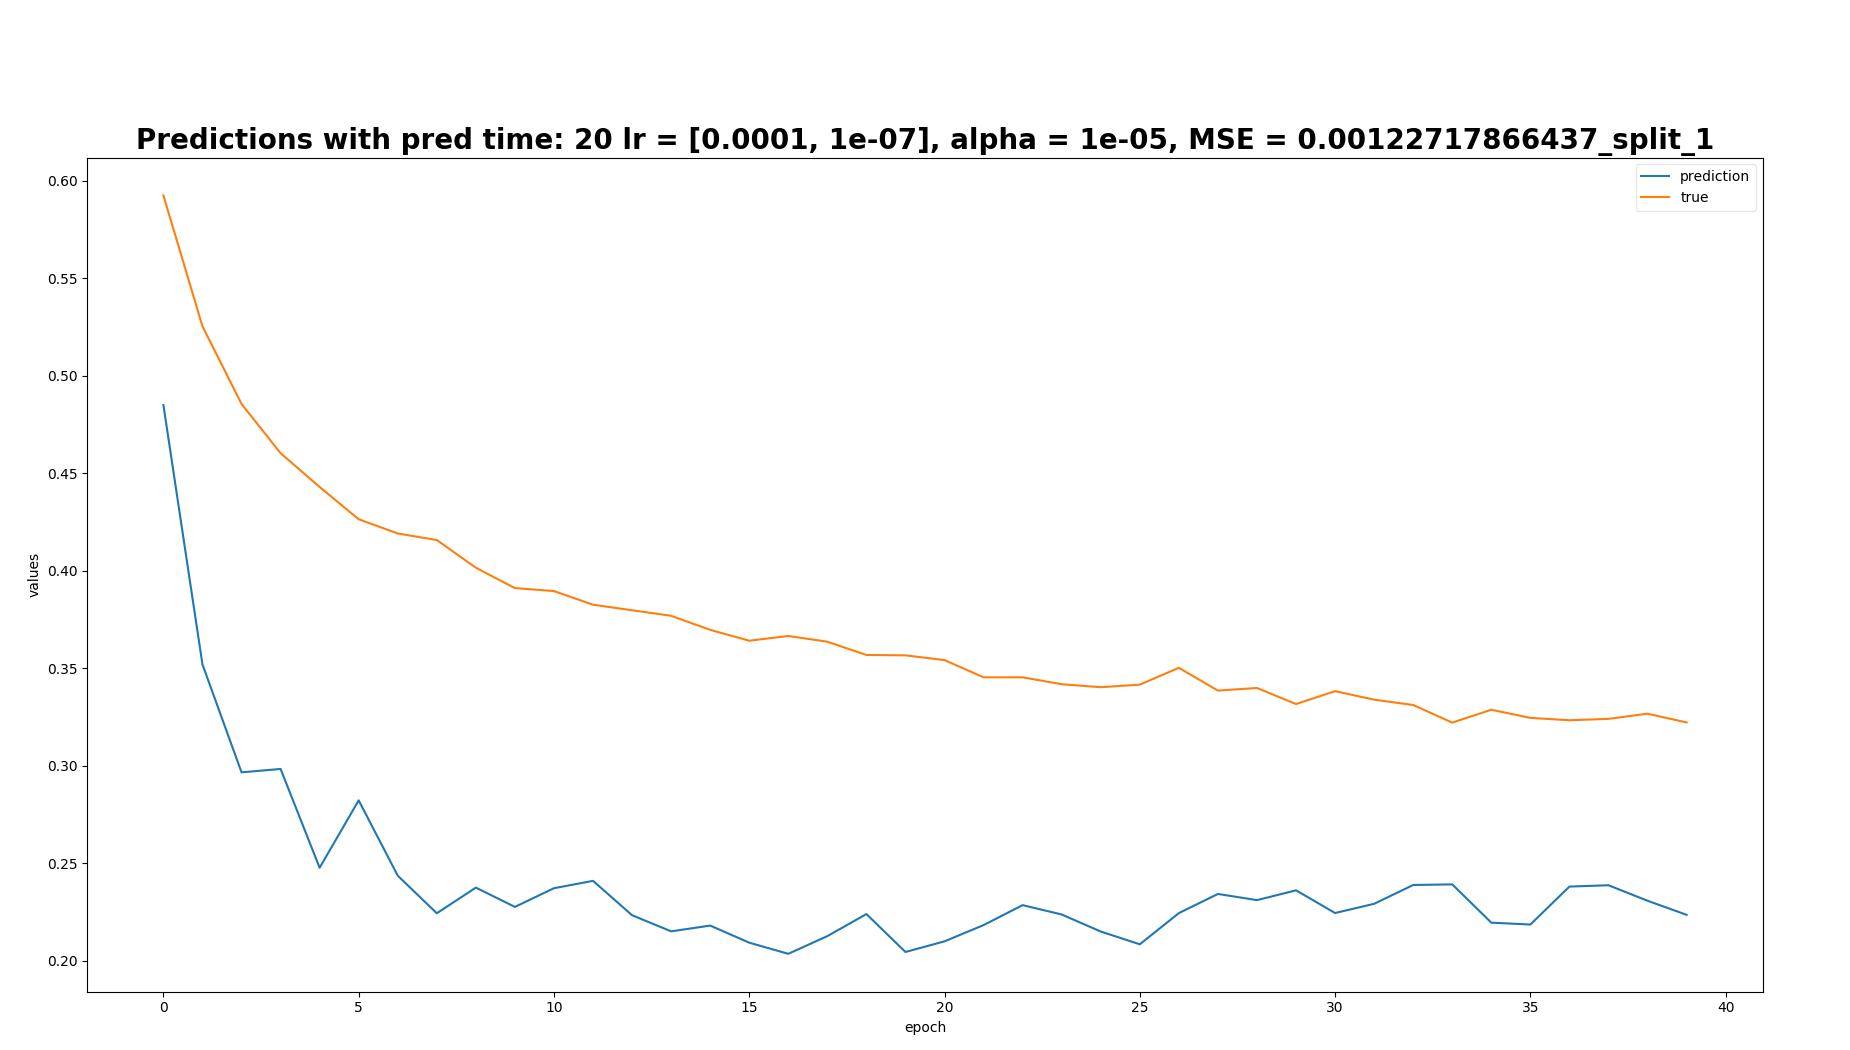 Predictions with pred time: 20 lr = [0.0001, 1e-07], alpha = 1e-05, MSE = 0.00122717866437_split_1
prediction
true
values
0.60
0.55
0.50
0.45
0.40
0.35
0.30
0.25
0.20
0 5 10 15 20 25 30 35 40
epoch